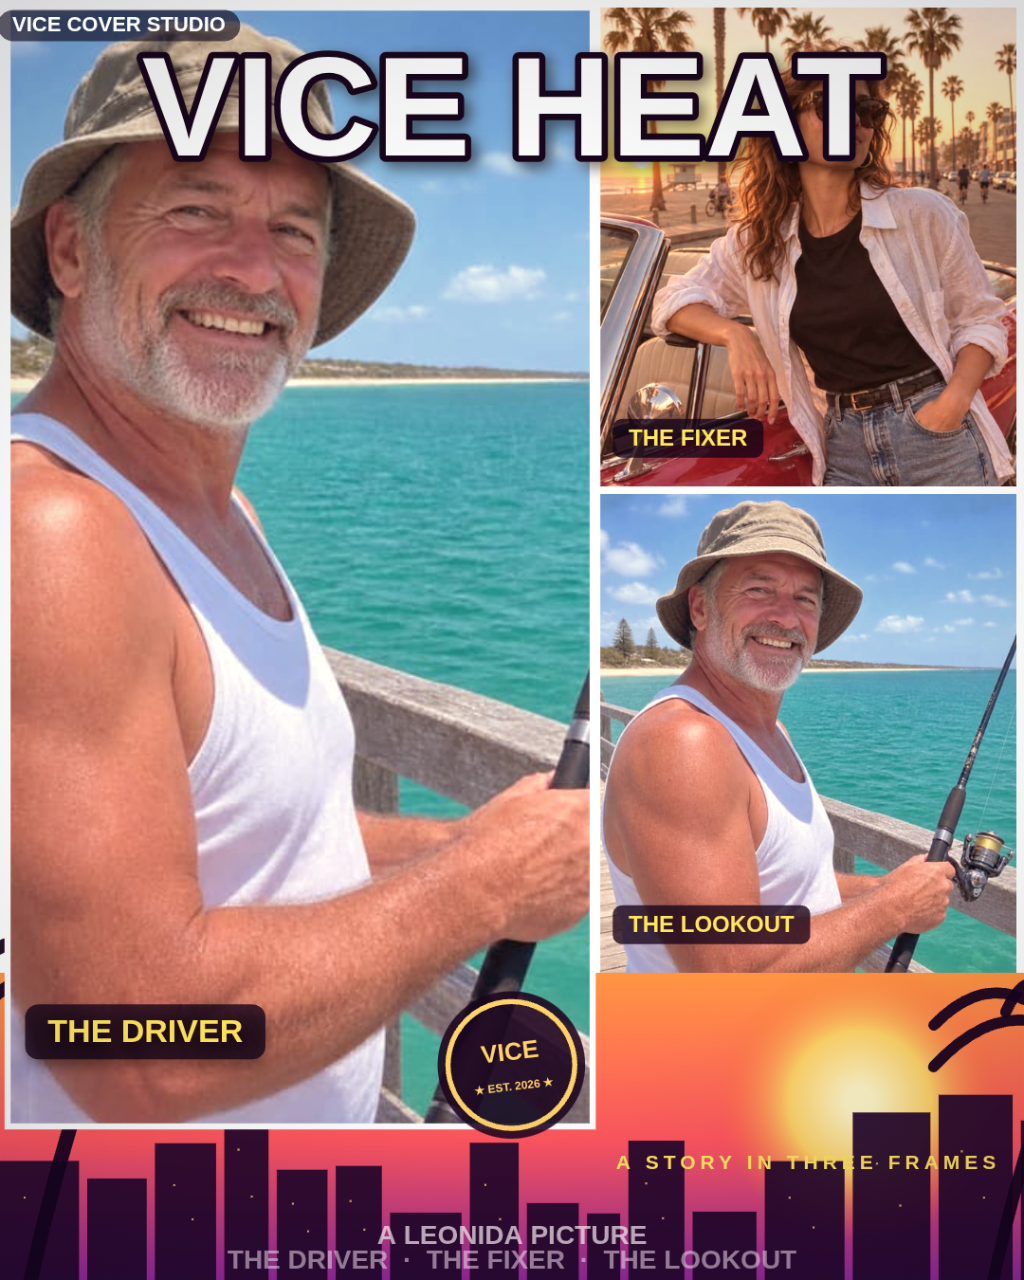 VICE COVER STUDIO
VICE HEAT
THE FIXER
THE LOOKOUT
THE DRIVER
VICE
★ EST. 2026 ★
A STORY IN THREE FRAMES
A LEONIDA PICTURE
THE DRIVER · THE FIXER · THE LOOKOUT